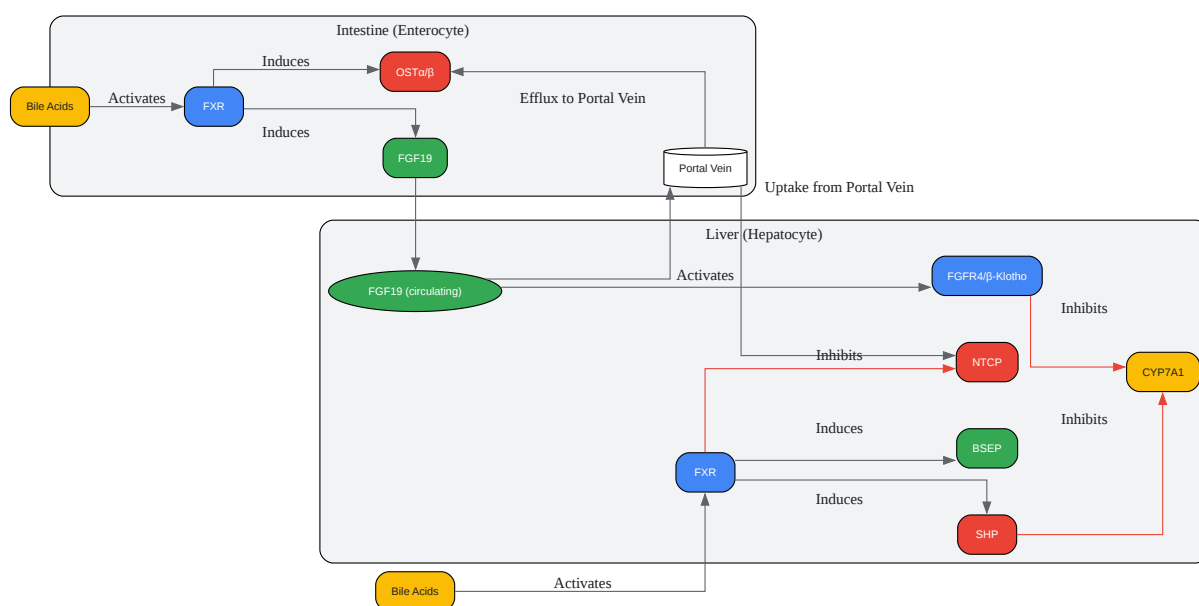 Intestine (Enterocyte)
Induces
OSTα/β
Bile Acids
Activates
FXR
Efflux to Portal Vein
Induces
FGF19
Portal Vein
Uptake from Portal Vein
Liver (Hepatocyte)
FGF19 (circulating)
Activates
FGFR4/β-Klotho
Inhibits
Inhibits
NTCP
CYP7A1
Inhibits
Induces
BSEP
FXR
Induces
SHP
Bile Acids
Activates